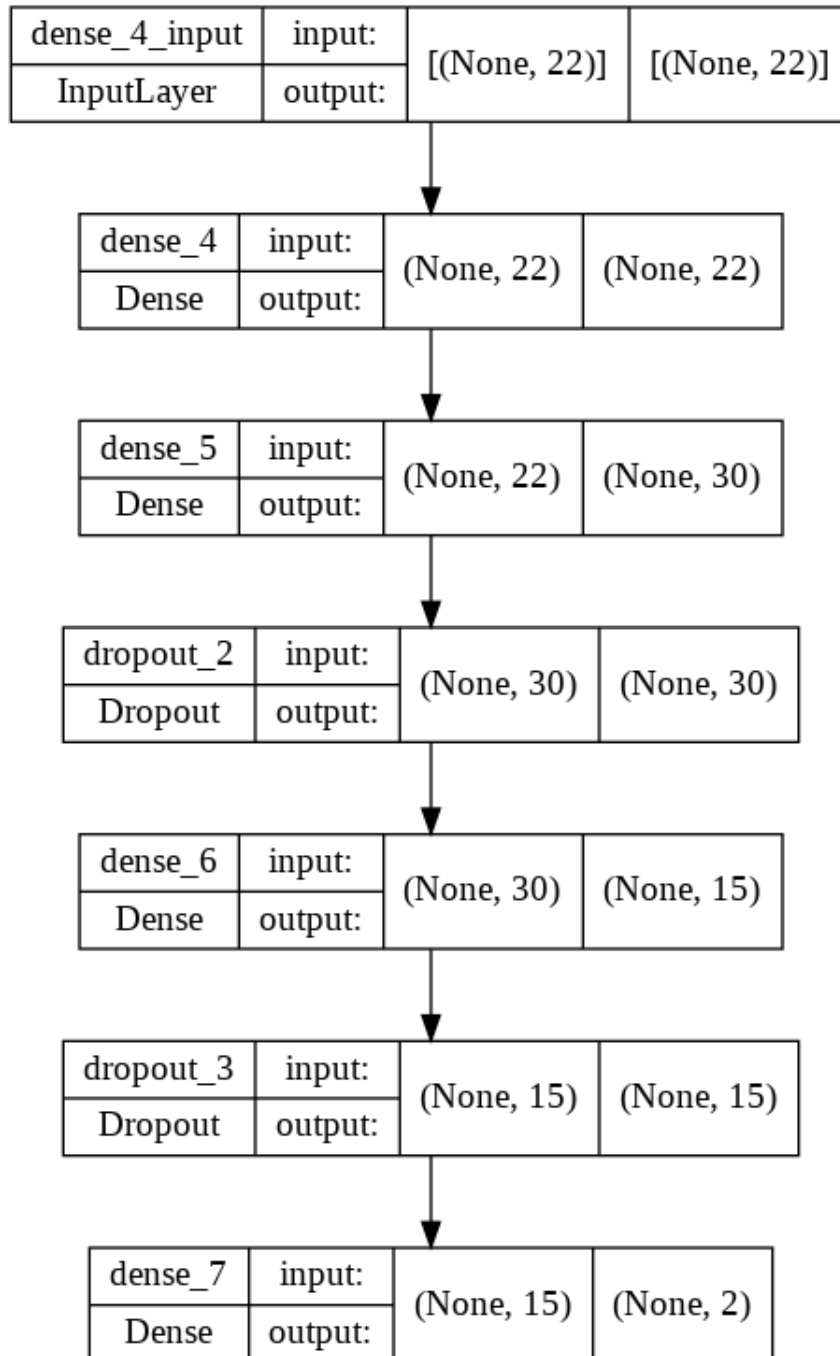 dense_4_input input: [(None, 22)] [(None, 22)]
InputLayer output:
dense_4 input: (None, 22) (None, 22)
Dense output:
dense_5 input: (None, 22) (None, 30)
Dense output:
dropout_2 input: (None, 30) (None, 30)
Dropout output:
dense_6 input: (None, 30) (None, 15)
Dense output:
dropout_3 input: (None, 15) (None, 15)
Dropout output:
dense_7 input: (None, 15) (None, 2)
Dense output: